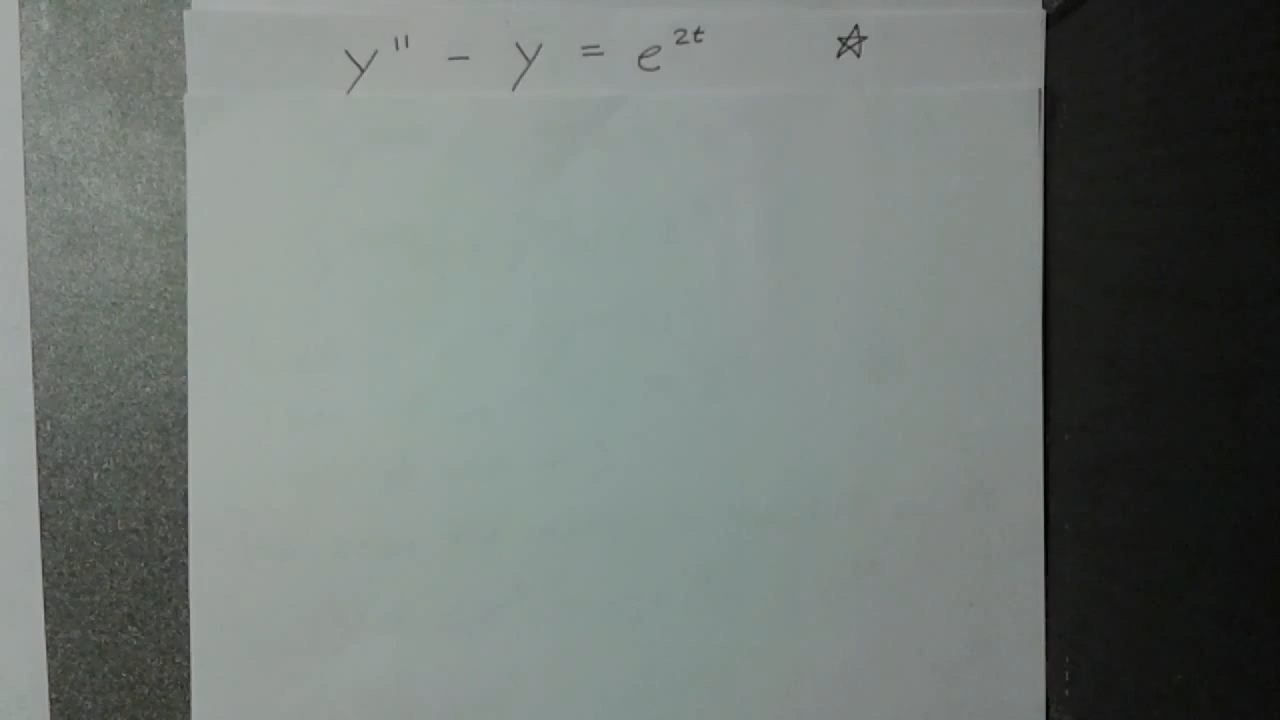 y'' - y = e^{2t} ☆